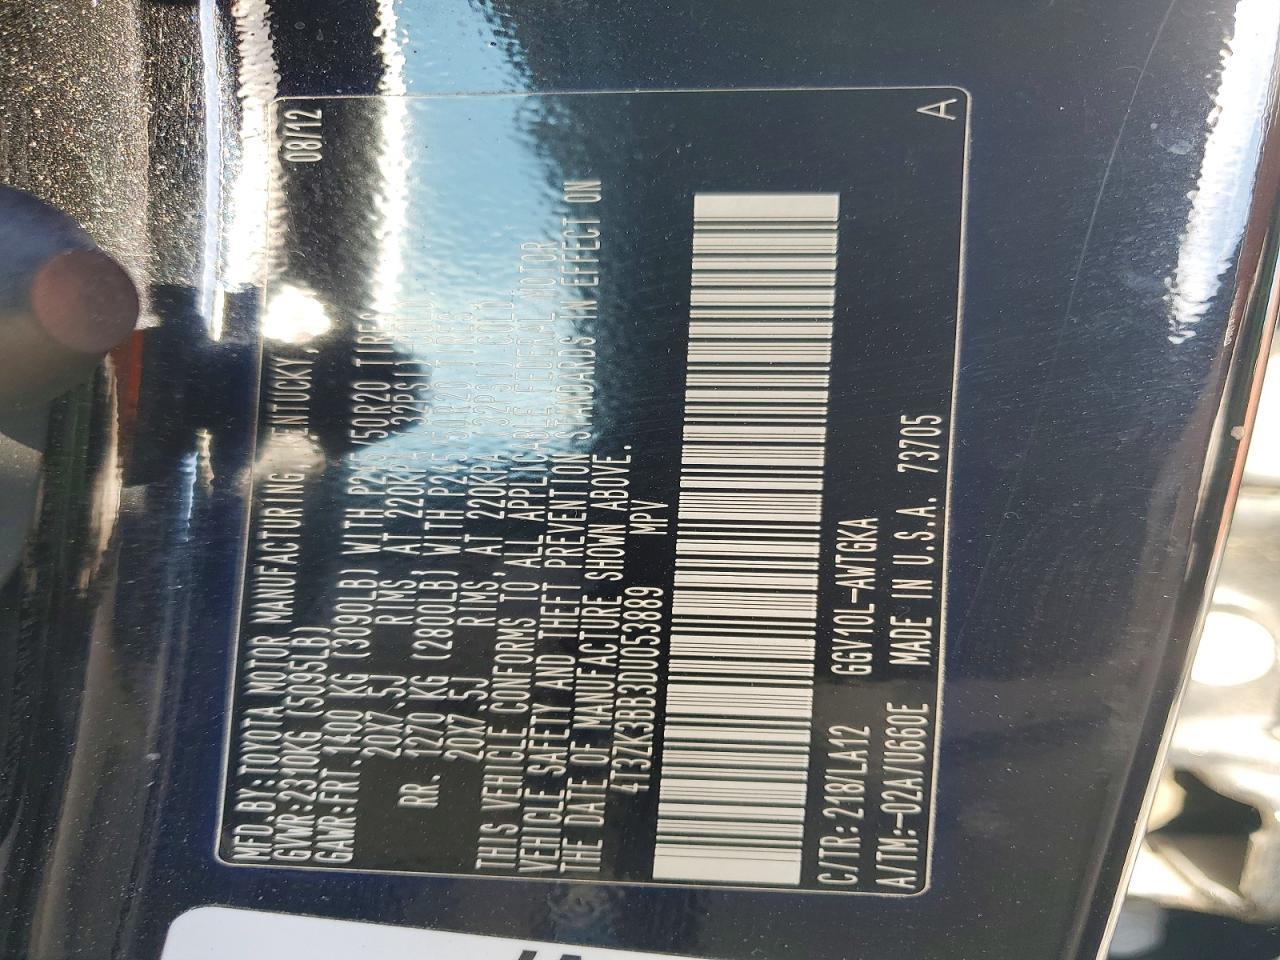 MFD.BY:TOYOTA MOTOR MANUFACTURING, KENTUCKY, 08/12
GVWR:2310KG (5095LB)
GAWR:FRT. 1400 KG (3090LB) WITH P245/50R20 TIRES
20X7.5J RIMS AT 220KPA 32PSI COLD
RR. 1270 KG (2800LB) WITH P245/50R20 TIRES
20X7.5J RIMS, AT 220KPA 32PSI COLD
THIS VEHICLE CONFORMS TO ALL APPLICABLE FEDERAL MOTOR
VEHICLE SAFETY AND THEFT PREVENTION STANDARDS IN EFFECT ON
THE DATE OF MANUFACTURE SHOWN ABOVE.
4T3ZK3BB3DU053889 MPV
C/TR:218/LA12 GGV10L-AWTGKA
A/TM:-02A/U660E MADE IN U.S.A. 73705
A